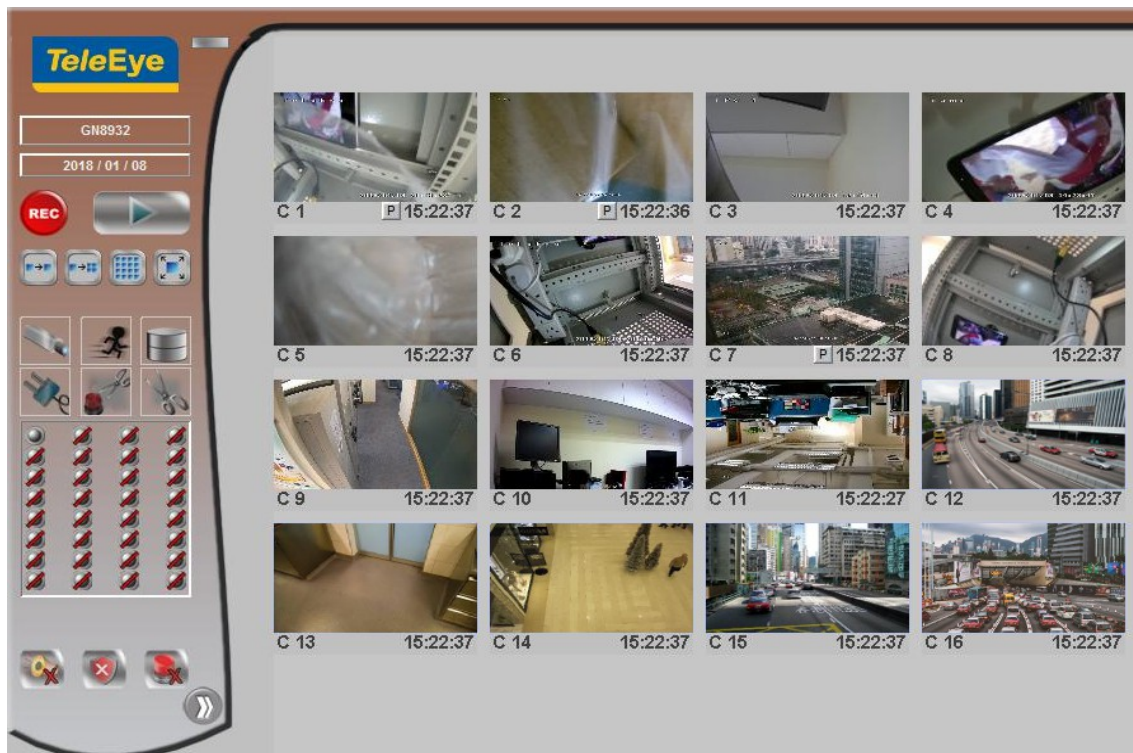 TeleEye
GN8932
2018 / 01 / 08
REC
C 1 P 15:22:37
C 2 P 15:22:36
C 3 15:22:37
C 4 15:22:37
C 5 15:22:37
C 6 15:22:37
C 7 P 15:22:37
C 8 15:22:37
C 9 15:22:37
C 10 15:22:37
C 11 15:22:27
C 12 15:22:37
C 13 15:22:37
C 14 15:22:37
C 15 15:22:37
C 16 15:22:37